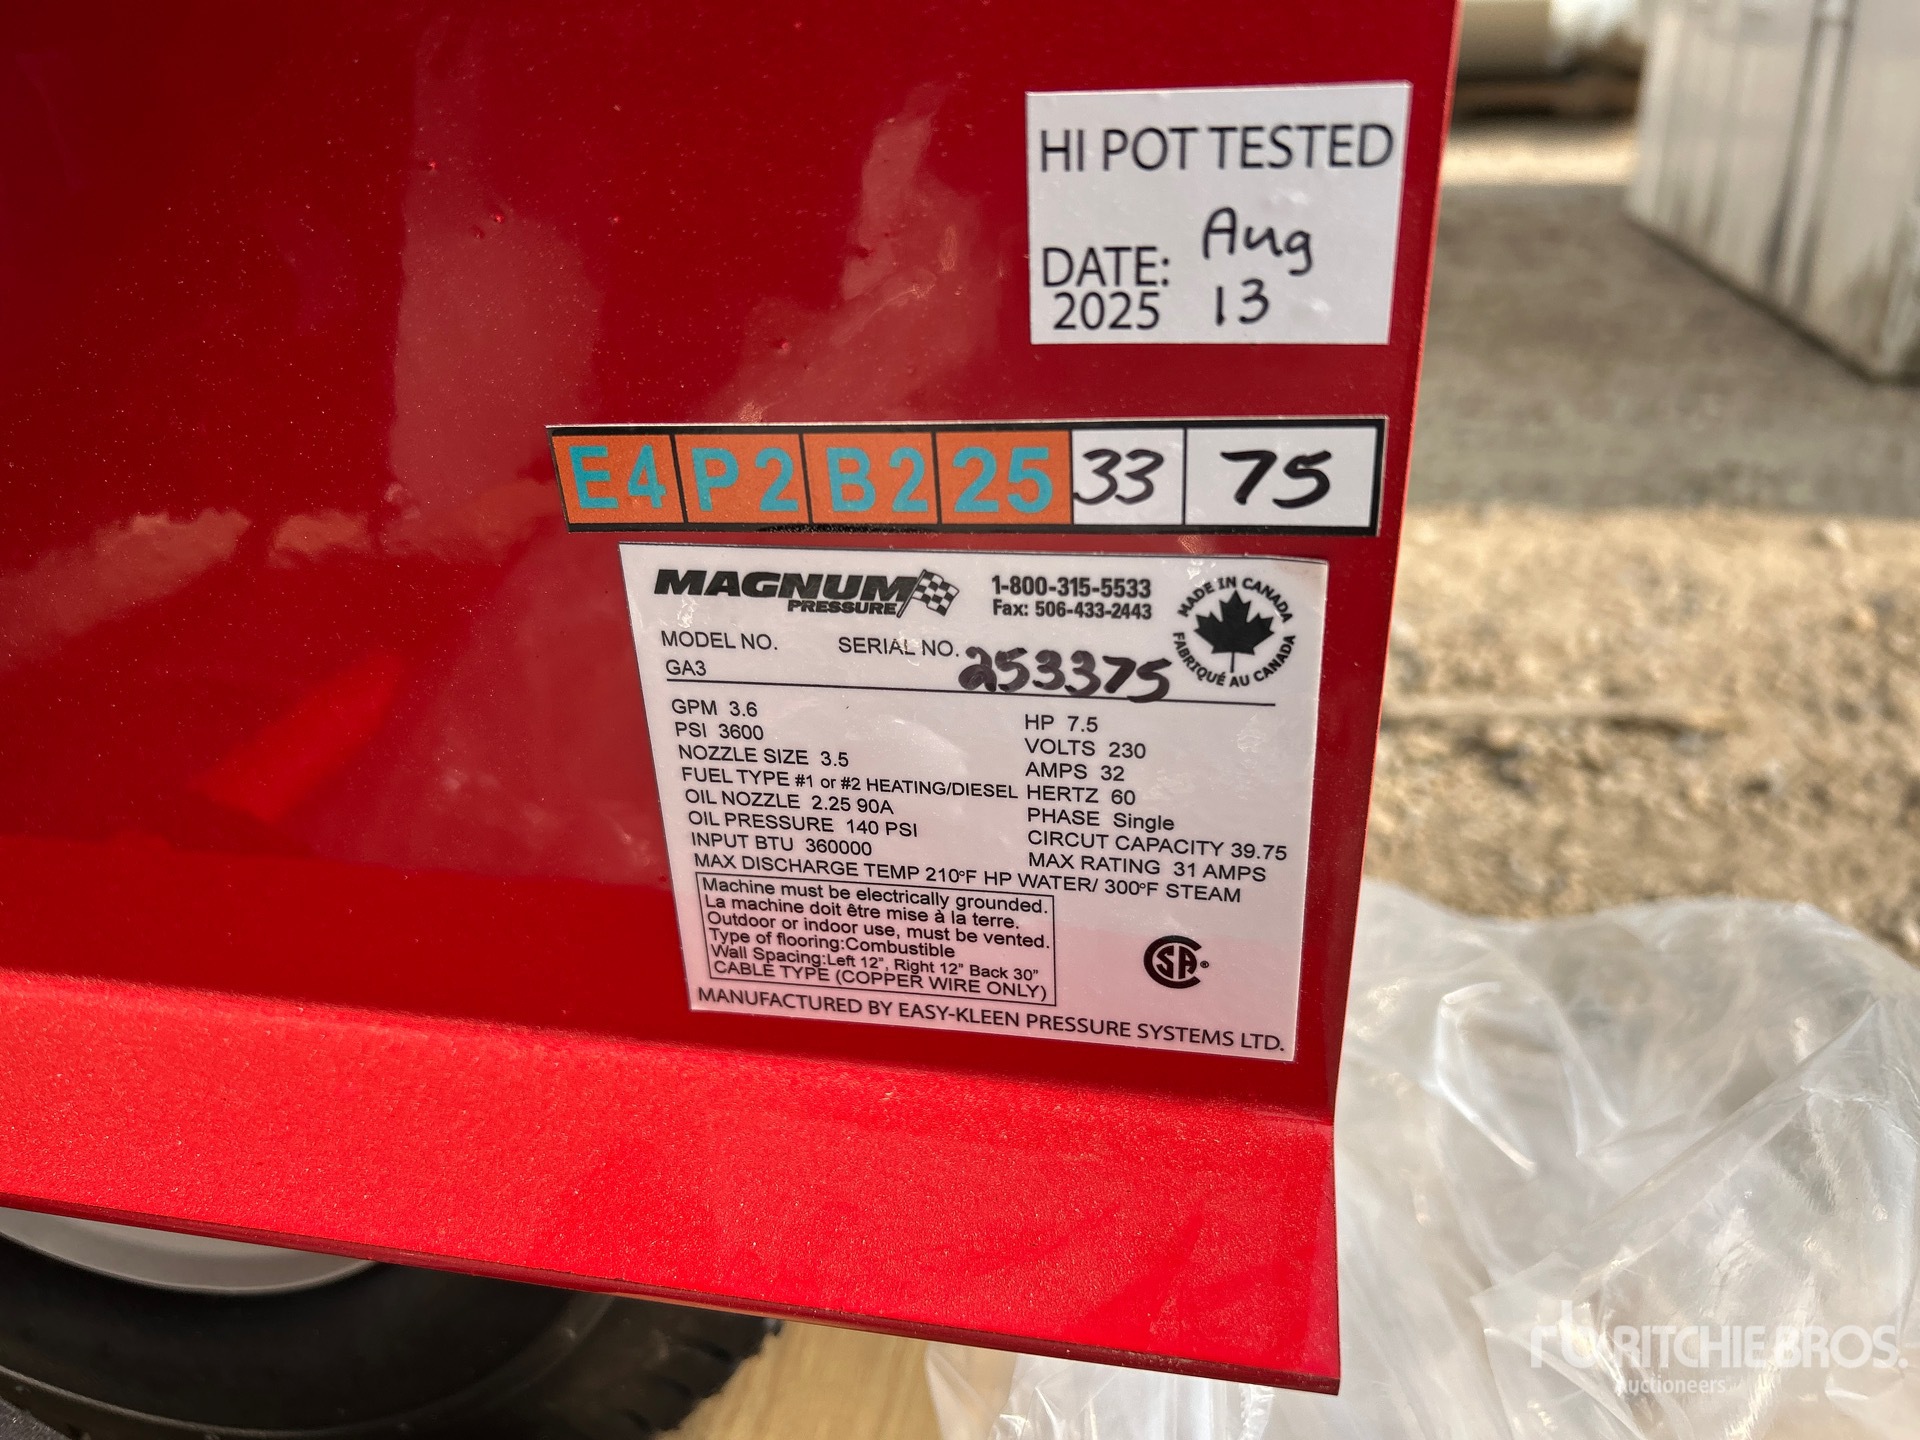 HI POT TESTED
DATE: Aug
2025 13
E4 P2 B2 25 33 75
MAGNUM
PRESSURE
1-800-315-5533
Fax: 506-433-2443
MADE IN CANADA
FABRIQUÉ AU CANADA
MODEL NO. SERIAL NO. 253375
GA3
GPM 3.6
PSI 3600
NOZZLE SIZE 3.5
FUEL TYPE #1 or #2 HEATING/DIESEL
OIL NOZZLE 2.25 90A
OIL PRESSURE 140 PSI
INPUT BTU 360000
HP 7.5
VOLTS 230
AMPS 32
HERTZ 60
PHASE Single
CIRCUT CAPACITY 39.75
MAX RATING 31 AMPS
MAX DISCHARGE TEMP 210°F HP WATER/ 300°F STEAM
Machine must be electrically grounded.
La machine doit être mise à la terre.
Outdoor or indoor use, must be vented.
Type of flooring:Combustible
Wall Spacing:Left 12", Right 12" Back 30"
CABLE TYPE (COPPER WIRE ONLY)
CSA®
MANUFACTURED BY EASY-KLEEN PRESSURE SYSTEMS LTD.
rb RITCHIE BROS.
Auctioneers